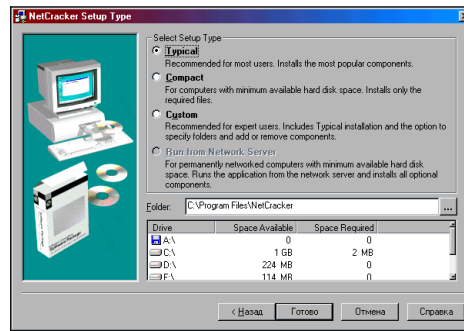 NetCracker Setup Type
Select Setup Type
Typical
Recommended for most users. Installs the most popular components.
Compact
For computers with minimum available hard disk space. Installs only the
required files.
Custom
Recommended for expert users. Includes Typical installation and the option to
specify folders and add or remove components.
Run from Network Server
For permanently networked computers with minimum available hard disk
space. Runs the application from the network server and installs all optional
components.
Folder: C:\Program Files\NetCracker ...
Drive Space Available Space Required
A:\ 0 0
C:\ 1 GB 2 MB
D:\ 224 MB 0
F:\ 114 MB 0
< Назад Готово Отмена Справка